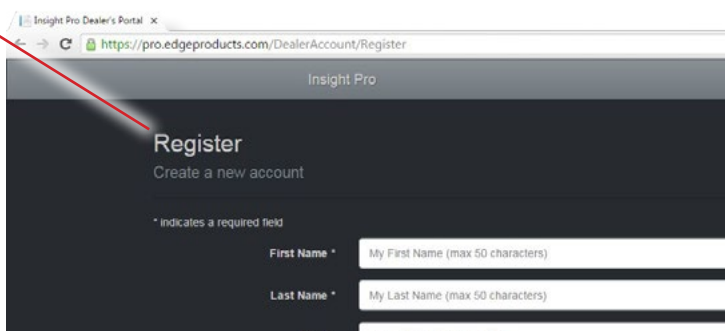 Insight Pro Dealer's Portal ×
https://pro.edgeproducts.com/DealerAccount/Register
Insight Pro
Register
Create a new account
* indicates a required field
First Name * My First Name (max 50 characters)
Last Name * My Last Name (max 50 characters)